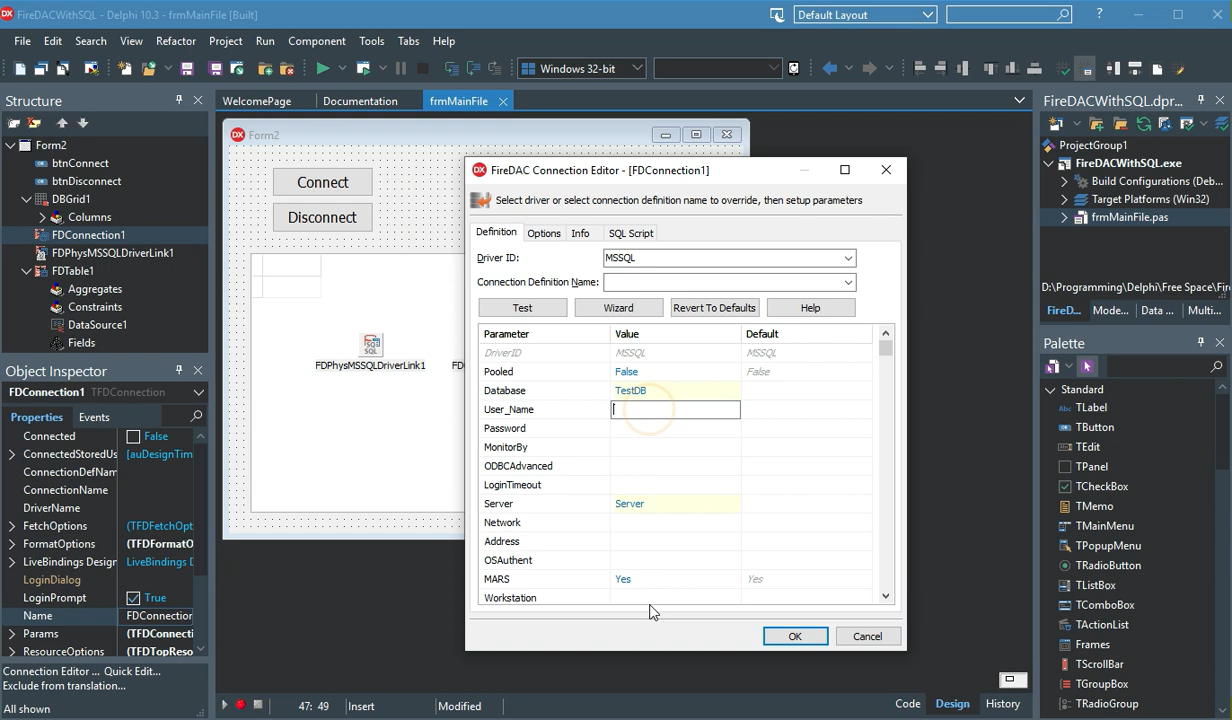 FireDACWithSQL - Delphi 10.3 - frmMainFile [Built]
Default Layout
File Edit Search View Refactor Project Run Component Tools Tabs Help
Windows 32-bit
Structure
Form2
btnConnect
btnDisconnect
DBGrid1
Columns
FDConnection1
FDPhysMSSQLDriverLink1
FDTable1
Aggregates
Constraints
DataSource1
Fields
Object Inspector
FDConnection1 TFDConnection
Properties Events
Connected False
ConnectedStoredUs [auDesignTim
ConnectionDefNam
ConnectionName
DriverName
FetchOptions (TFDFetchOpt
FormatOptions (TFDFormatO
LiveBindings Design LiveBindings D
LoginDialog
LoginPrompt True
Name FDConnection
Params (TFDConnecti
ResourceOptions (TFDTopReso
Connection Editor ... Quick Edit...
Exclude from translation...
All shown
WelcomePage Documentation frmMainFile
Form2
Connect
Disconnect
FDPhysMSSQLDriverLink1
FDC
FireDAC Connection Editor - [FDConnection1]
Select driver or select connection definition name to override, then setup parameters
Definition Options Info SQL Script
Driver ID: MSSQL
Connection Definition Name:
Test Wizard Revert To Defaults Help
Parameter Value Default
DriverID MSSQL MSSQL
Pooled False False
Database TestDB
User_Name
Password
MonitorBy
ODBCAdvanced
LoginTimeout
Server Server
Network
Address
OSAuthent
MARS Yes Yes
Workstation
OK Cancel
47: 49 Insert Modified
Code Design History
FireDACWithSQL.dpr...
ProjectGroup1
FireDACWithSQL.exe
Build Configurations (Deb...
Target Platforms (Win32)
frmMainFile.pas
D:\Programming\Delphi\Free Space\Fire
FireD... Mode... Data ... Multi...
Palette
Standard
TLabel
TButton
TEdit
TPanel
TCheckBox
TMemo
TMainMenu
TPopupMenu
TRadioButton
TListBox
TComboBox
TActionList
Frames
TScrollBar
TGroupBox
TRadioGroup